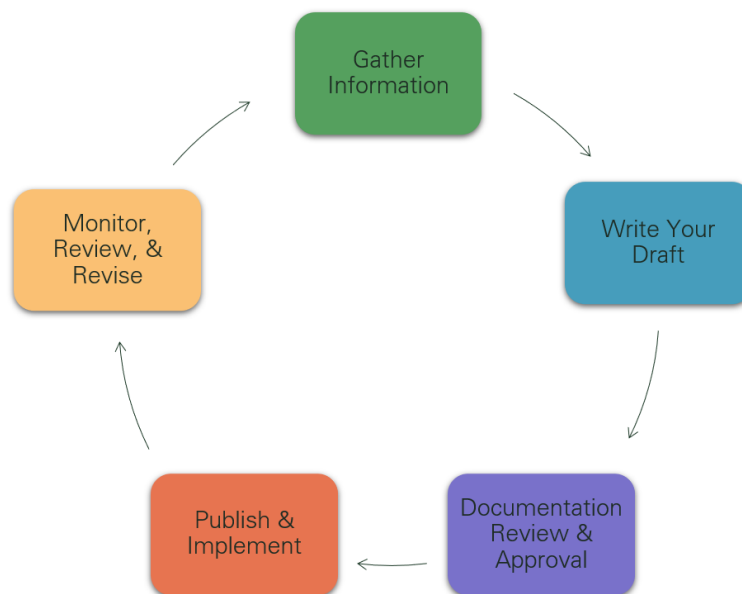 Gather
Information
Write Your
Draft
Documentation
Review &
Approval
Publish &
Implement
Monitor,
Review, &
Revise